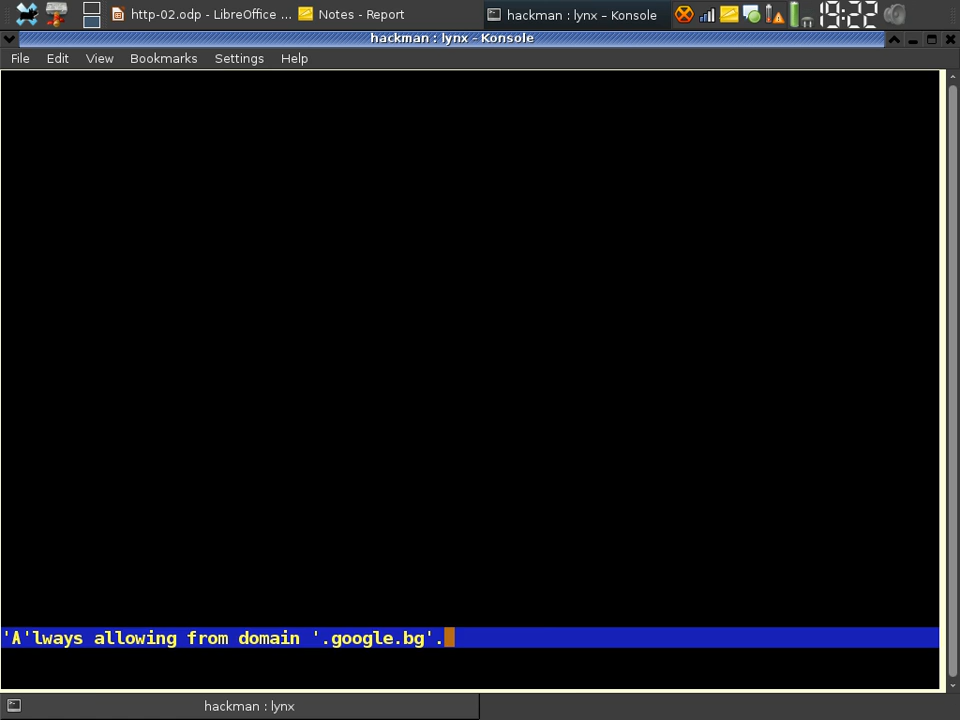 http-02.odp - LibreOffice ...
Notes - Report
hackman : lynx – Konsole
19:22
hackman : lynx – Konsole
File Edit View Bookmarks Settings Help
'A'lways allowing from domain '.google.bg'.
hackman : lynx